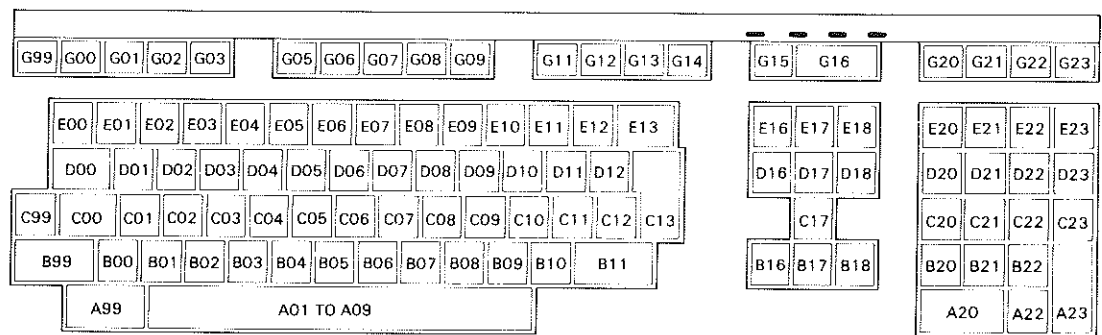 G99 G00 G01 G02 G03 G05 G06 G07 G08 G09 G11 G12 G13 G14 G15 G16 G20 G21 G22 G23
E00 E01 E02 E03 E04 E05 E06 E07 E08 E09 E10 E11 E12 E13 E16 E17 E18 E20 E21 E22 E23
D00 D01 D02 D03 D04 D05 D06 D07 D08 D09 D10 D11 D12 D16 D17 D18 D20 D21 D22 D23
C99 C00 C01 C02 C03 C04 C05 C06 C07 C08 C09 C10 C11 C12 C13 C17 C20 C21 C22 C23
B99 B00 B01 B02 B03 B04 B05 B06 B07 B08 B09 B10 B11 B16 B17 B18 B20 B21 B22
A99 A01 TO A09 A20 A22 A23